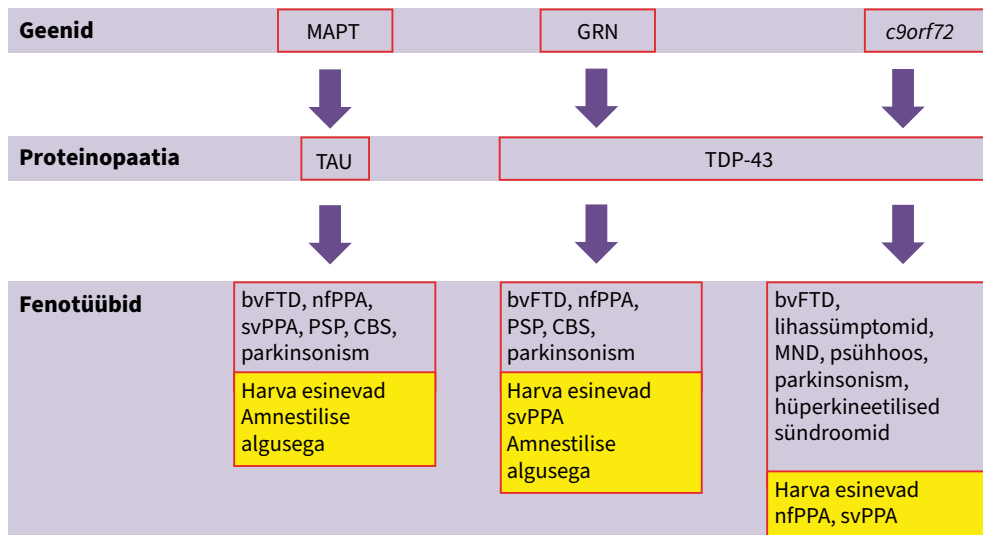 Geenid
MAPT
GRN
c9orf72
Proteinopaatia
TAU
TDP-43
Fenotüübid
bvFTD, nfPPA,
svPPA, PSP, CBS,
parkinsonism
Harva esinevad
Amnestilise
algusega
bvFTD, nfPPA,
PSP, CBS,
parkinsonism
Harva esinevad
svPPA
Amnestilise
algusega
bvFTD,
lihassümptomid,
MND, psühhoos,
parkinsonism,
hüperkineetilised
sündroomid
Harva esinevad
nfPPA, svPPA